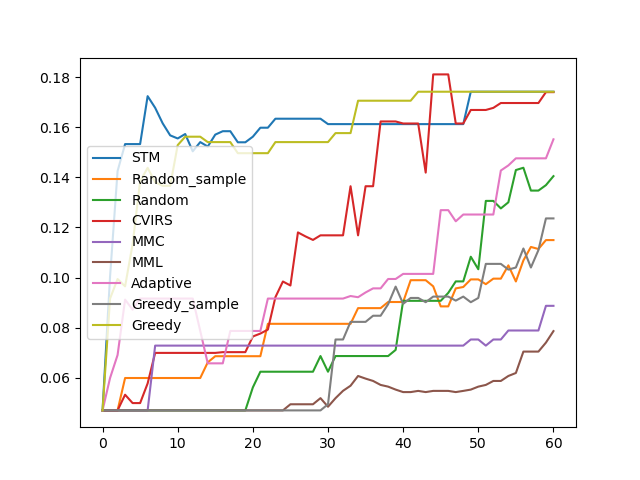 0.18
0.16
0.14
0.12
0.10
0.08
0.06
STM
Random_sample
Random
CVIRS
MMC
MML
Adaptive
Greedy_sample
Greedy
0 10 20 30 40 50 60